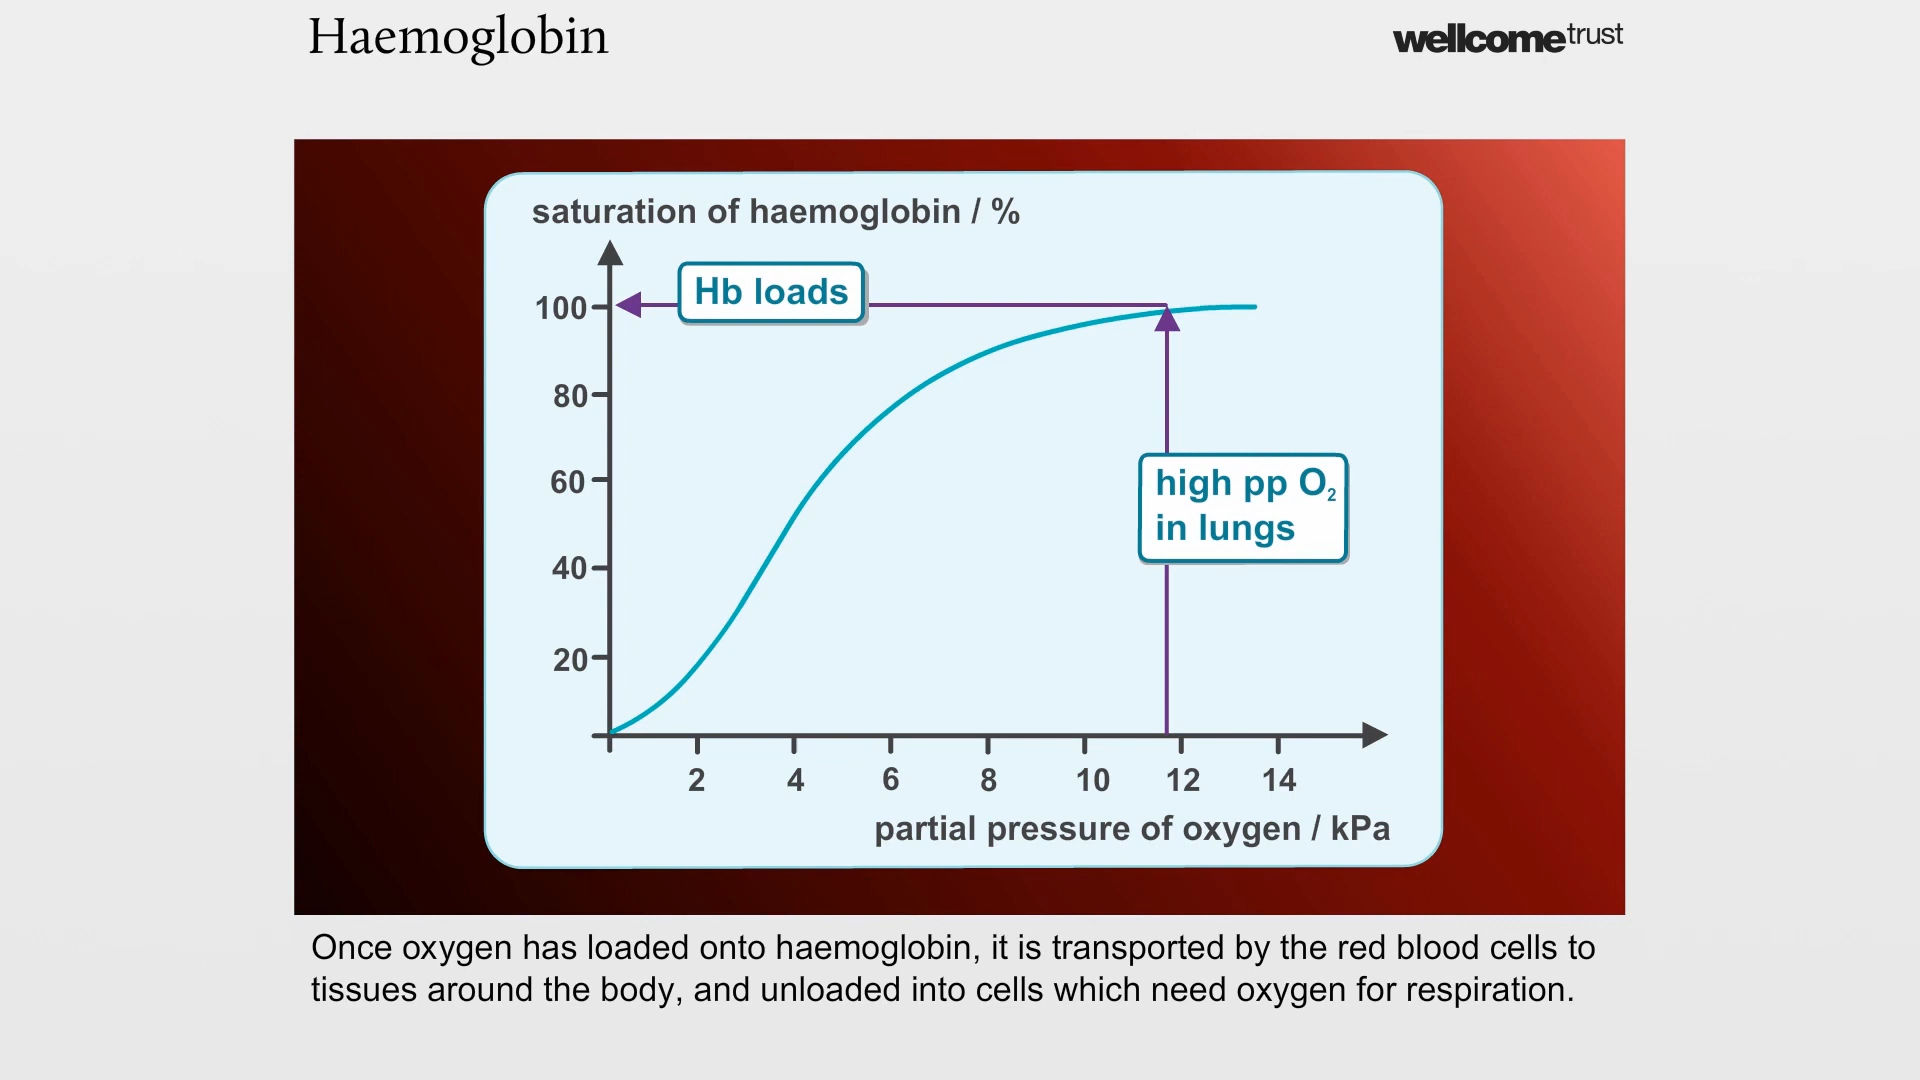 Haemoglobin
wellcometrust
saturation of haemoglobin / %
Hb loads
100
80
60
40
20
high pp O₂
in lungs
2 4 6 8 10 12 14
partial pressure of oxygen / kPa
Once oxygen has loaded onto haemoglobin, it is transported by the red blood cells to
tissues around the body, and unloaded into cells which need oxygen for respiration.